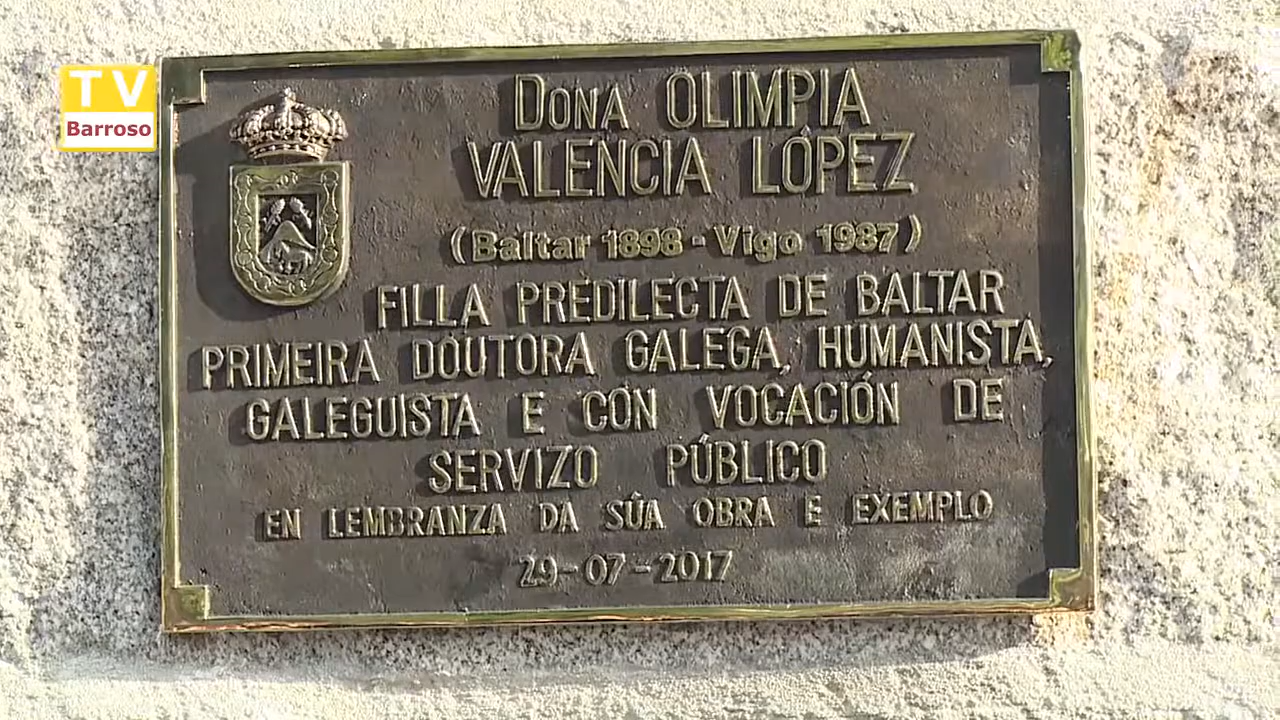 TV
Barroso
DONA OLIMPIA
VALENCIA LÓPEZ
(Baltar 1898 - Vigo 1987)
FILLA PREDILECTA DE BALTAR
PRIMEIRA DOUTORA GALEGA, HUMANISTA,
GALEGUISTA E CON VOCACIÓN DE
SERVIZO PÚBLICO
EN LEMBRANZA DA SÚA OBRA E EXEMPLO
29-07-2017